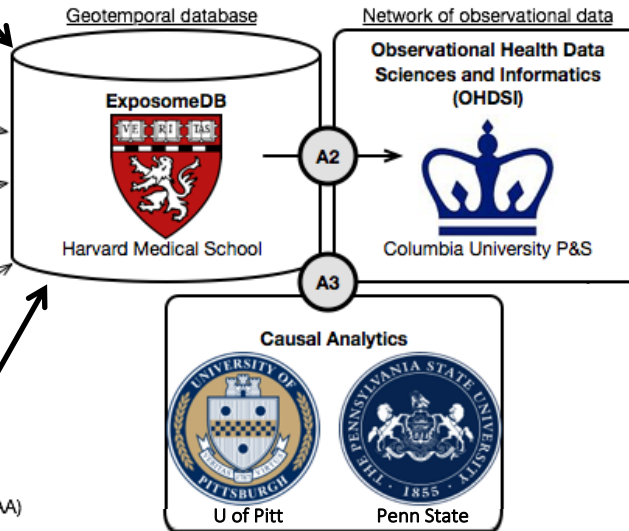 Geotemporal database
Network of observational data
ExposomeDB
VE RI TAS
Harvard Medical School
A2
Observational Health Data
Sciences and Informatics
(OHDSI)
Columbia University P&S
A3
Causal Analytics
UNIVERSITY OF
PITTSBURGH
THE PENNSYLVANIA STATE UNIVERSITY
1855
U of Pitt
Penn State
AA)